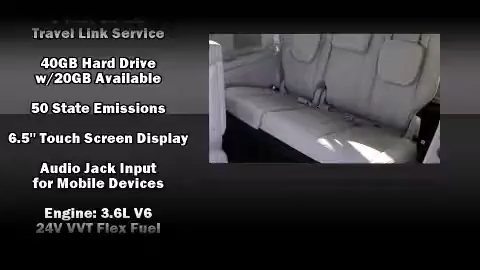 Travel Link Service
40GB Hard Drive
w/20GB Available
50 State Emissions
6.5" Touch Screen Display
Audio Jack Input
for Mobile Devices
Engine: 3.6L V6
24V VVT Flex Fuel